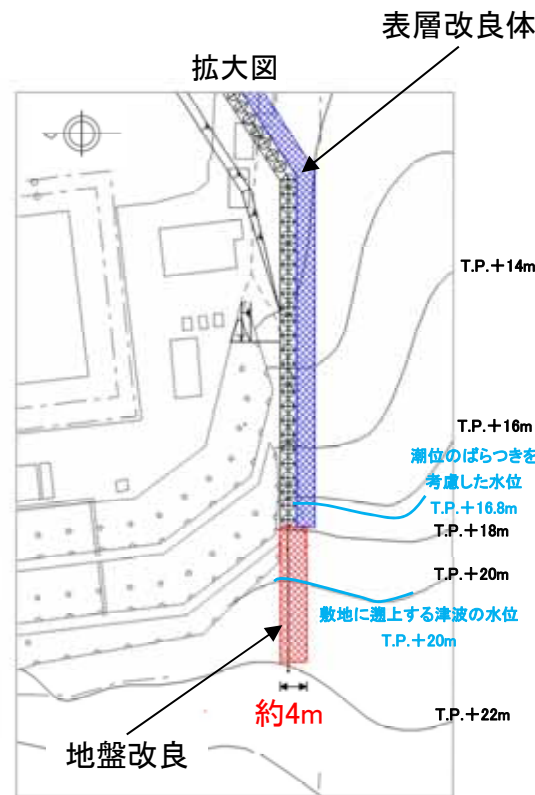 表層改良体
拡大図
T.P.+14m
T.P.+16m
潮位のばらつきを
考慮した水位
T.P.+16.8m
T.P.+18m
T.P.+20m
敷地に遡上する津波の水位
T.P.+20m
約4m
T.P.+22m
地盤改良